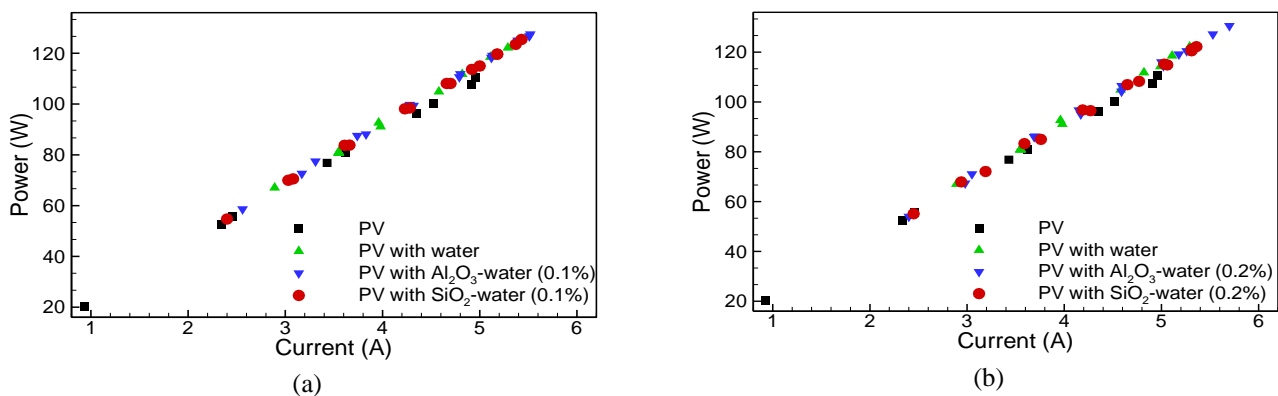 Power (W)
120
100
80
60
40
20
1
2
3
4
5
6
Current (A)
PV
PV with water
PV with Al₂O₃-water (0.1%)
PV with SiO₂-water (0.1%)
(a)
Power (W)
120
100
80
60
40
20
1
2
3
4
5
6
Current (A)
PV
PV with water
PV with Al₂O₃-water (0.2%)
PV with SiO₂-water (0.2%)
(b)